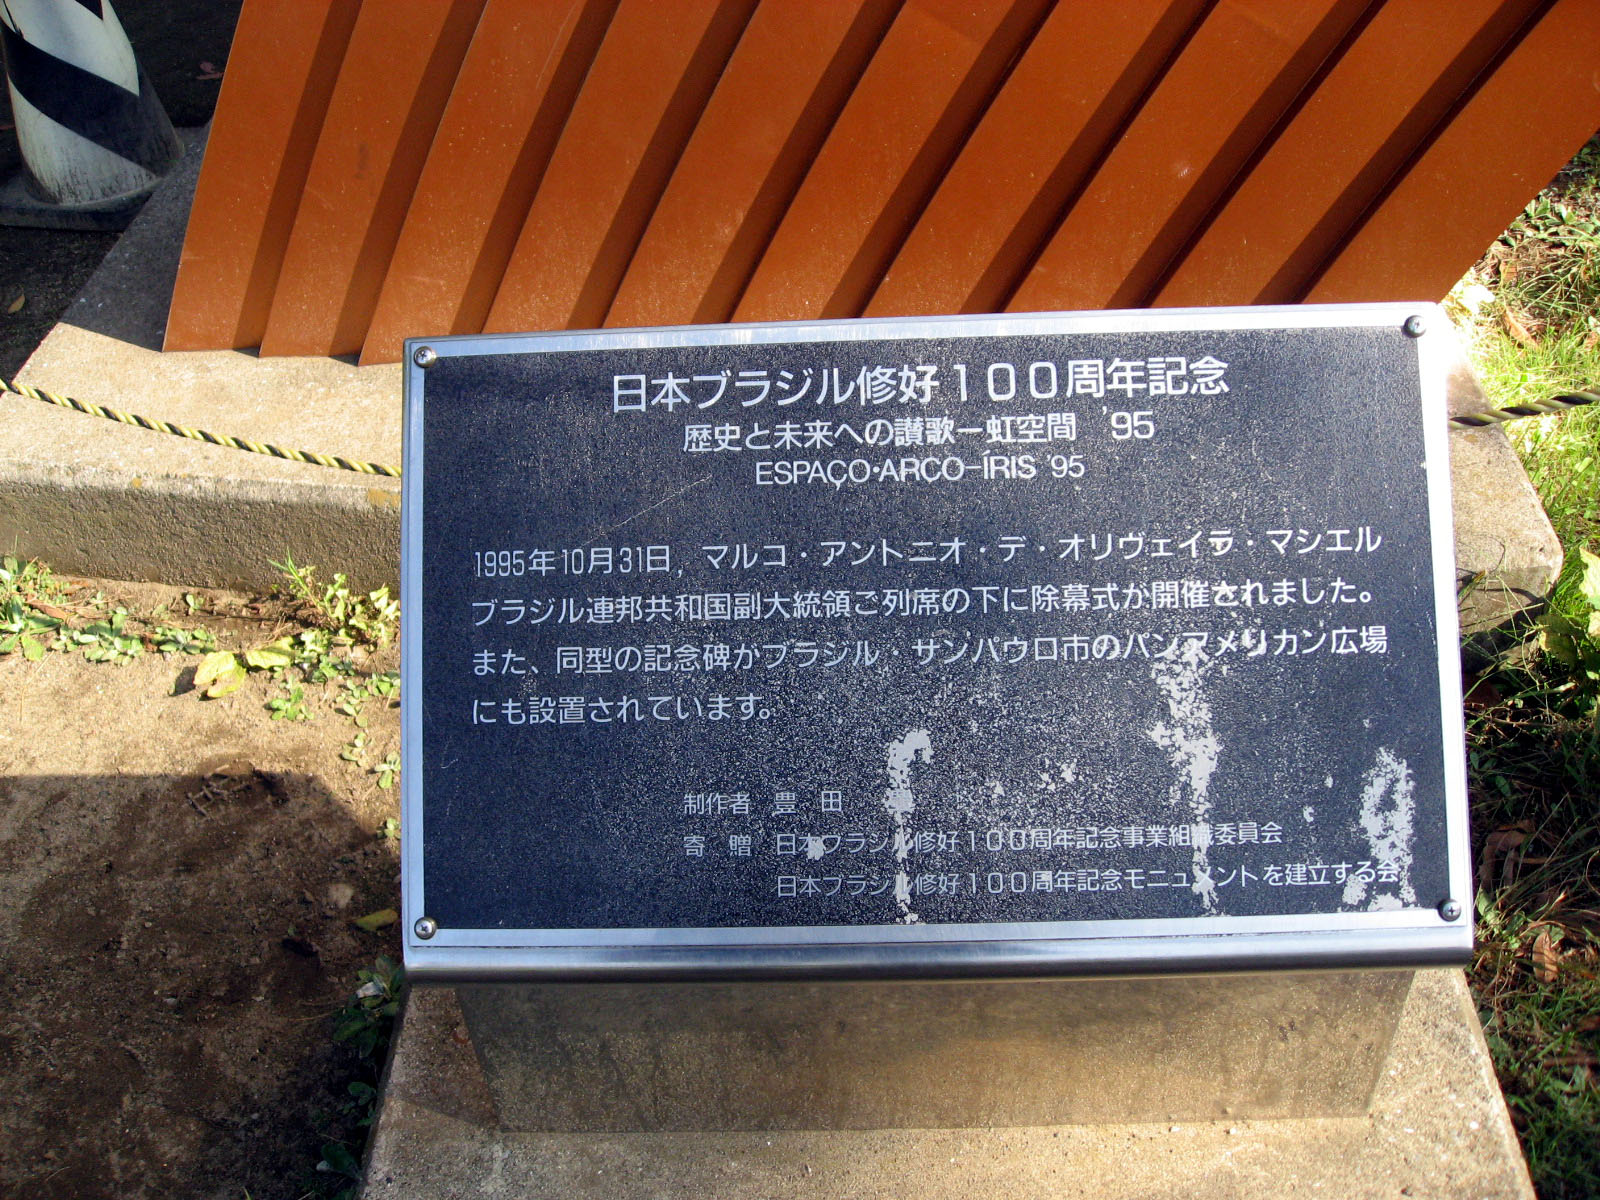 日本ブラジル修好100周年記念
歴史と未来への讃歌－虹空間 '95
ESPAÇO・ARCO-ÍRIS '95
1995年10月31日, マルコ・アントニオ・デ・オリヴェイラ・マシエル
ブラジル連邦共和国副大統領ご列席の下に除幕式が開催されました。
また、同型の記念碑がブラジル・サンパウロ市のパンアメリカン広場
にも設置されています。
制作者 豊田
寄贈 日本ブラジル修好100周年記念事業組織委員会
日本ブラジル修好100周年記念モニュメントを建立する会